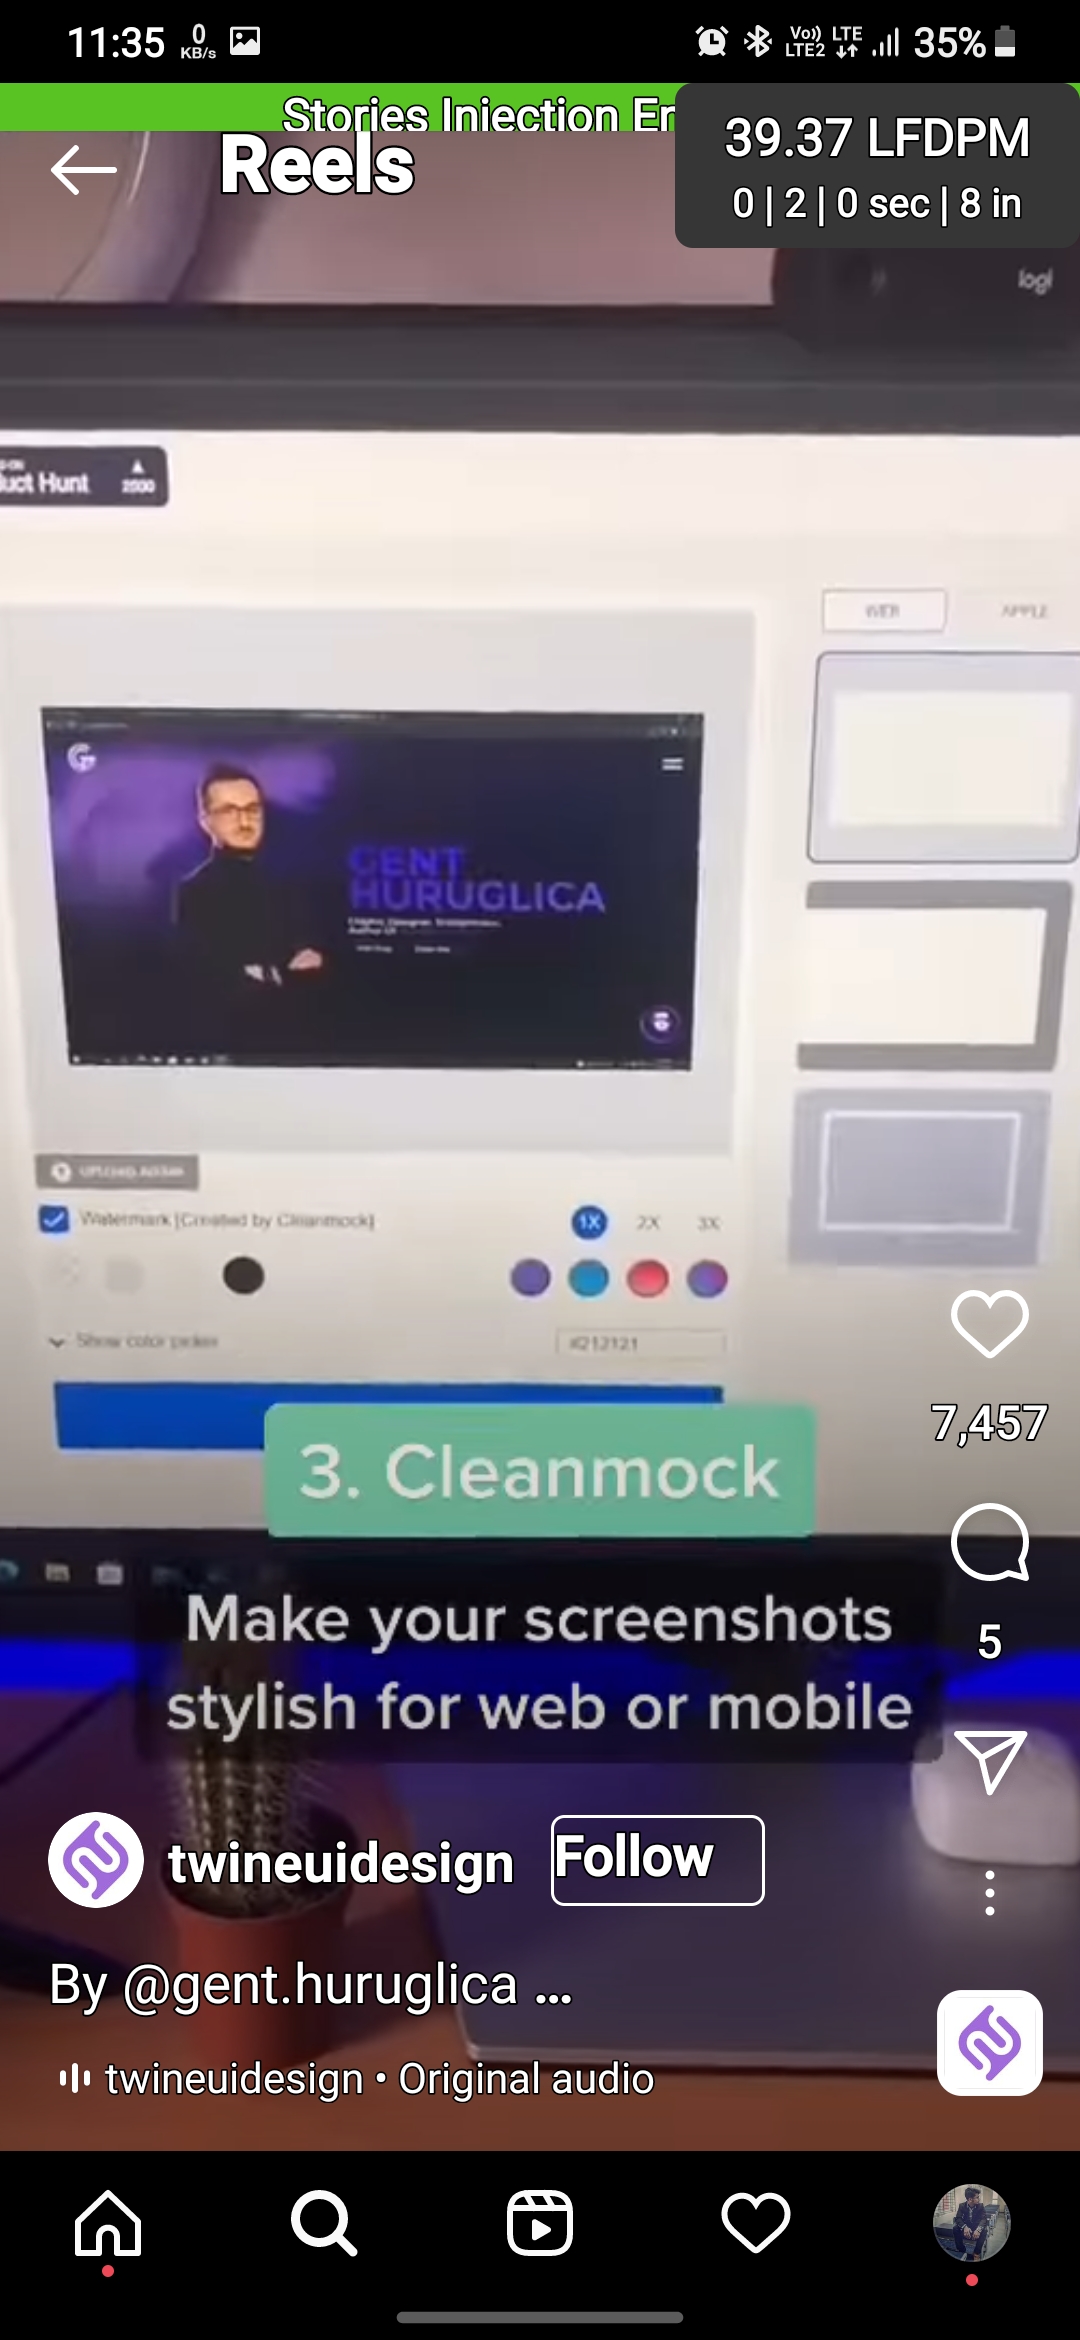 11:35
0
KB/s
Vo))
LTE2
LTE
35%
Stories Injection En
39.37 LFDPM
0 | 2 | 0 sec | 8 in
Reels
logi
uct Hunt
2500
WEB
APPLE
GENT
HURUGLICA
Watermark [Created by Cleanmock]
1X
2X
3X
Show color picker
#212121
3. Cleanmock
Make your screenshots
stylish for web or mobile
7,457
5
twineuidesign
Follow
By @gent.huruglica ...
twineuidesign • Original audio